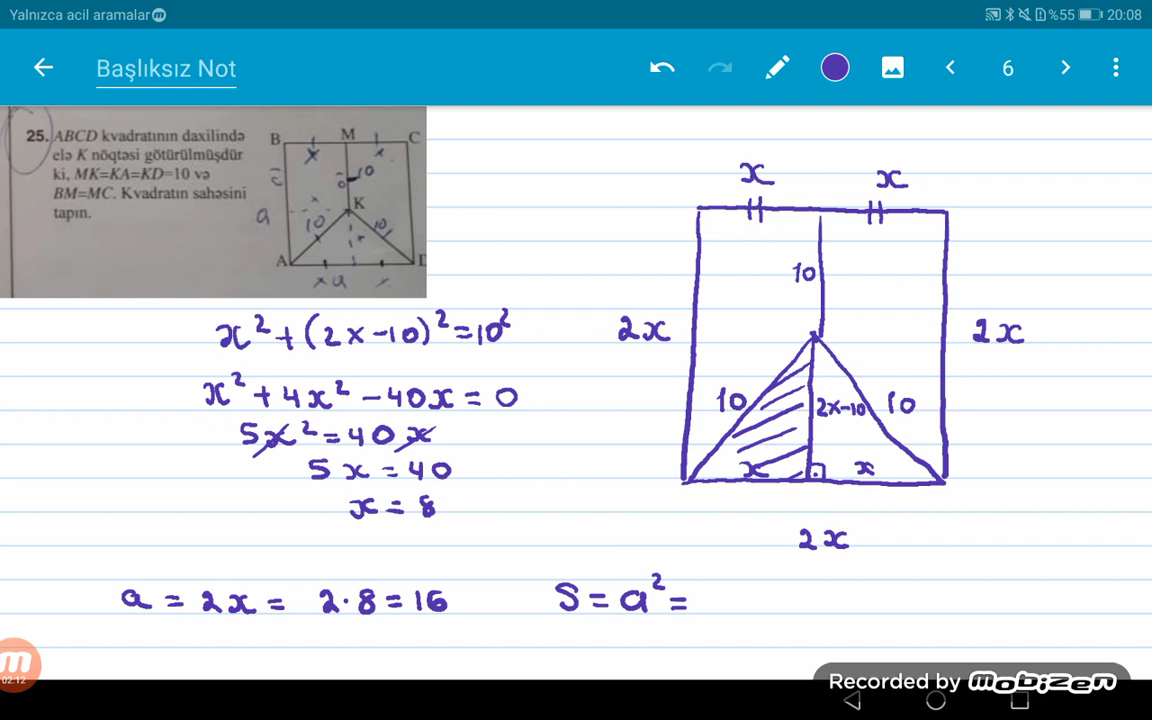 Yalnızca acil aramalar
%55 20:08
Başlıksız Not
6
25. ABCD kvadratının daxilində
elə K nöqtəsi götürülmüşdür
ki, MK=KA=KD=10 və
BM=MC. Kvadratın sahəsini
tapın.
B M C
x x
10
a
K
10 10
A D
x a x
x² + (2x - 10)² = 10²
x² + 4x² - 40x = 0
5x² = 40x
5x = 40
x = 8
a = 2x = 2 · 8 = 16
S = a² =
x x
10
2x 2x
10 2x-10 10
x x
2x
02:12
Recorded by mobizen